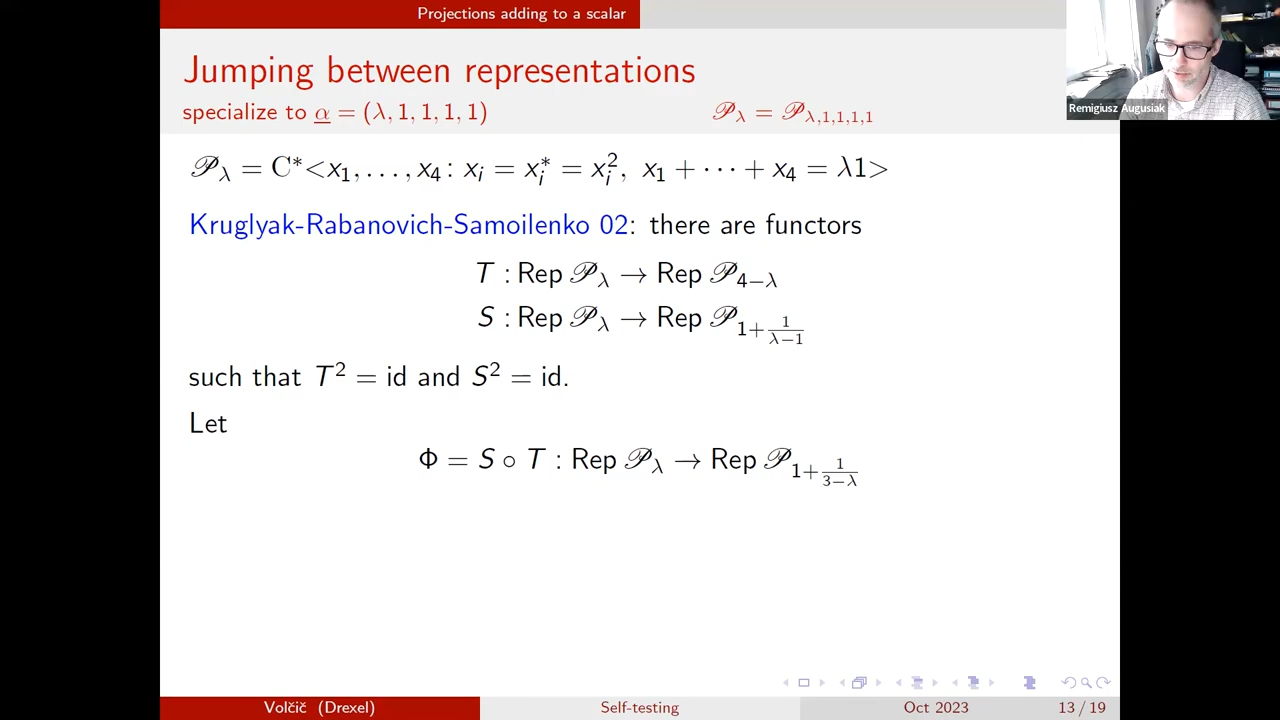 Projections adding to a scalar
Jumping between representations
specialize to α = (λ, 1, 1, 1, 1)
𝒫_λ = 𝒫_{λ,1,1,1,1}
Remigiusz Augusiak
𝒫_λ = C*<x_1, . . . , x_4 : x_i = x_i^* = x_i^2, x_1 + · · · + x_4 = λ1>
Kruglyak-Rabanovich-Samoilenko 02: there are functors
T : Rep 𝒫_λ → Rep 𝒫_{4−λ}
S : Rep 𝒫_λ → Rep 𝒫_{1+\frac{1}{λ−1}}
such that T^2 = id and S^2 = id.
Let
Φ = S ∘ T : Rep 𝒫_λ → Rep 𝒫_{1+\frac{1}{3−λ}}
Volčič (Drexel)
Self-testing
Oct 2023
13 / 19